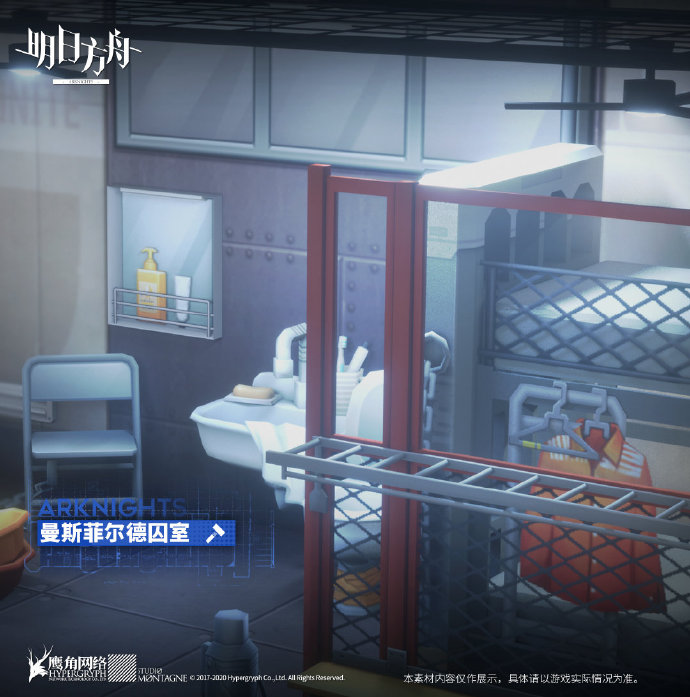 明日方舟
ARKNIGHTS
ARKNIGHTS
曼斯菲尔德囚室
鹰角网络
HYPERGRYPH
STUDIO
MONTAGNE
© 2017-2020 Hypergryph Co., Ltd. All Rights Reserved.
本素材内容仅作展示，具体请以游戏实际情况为准。